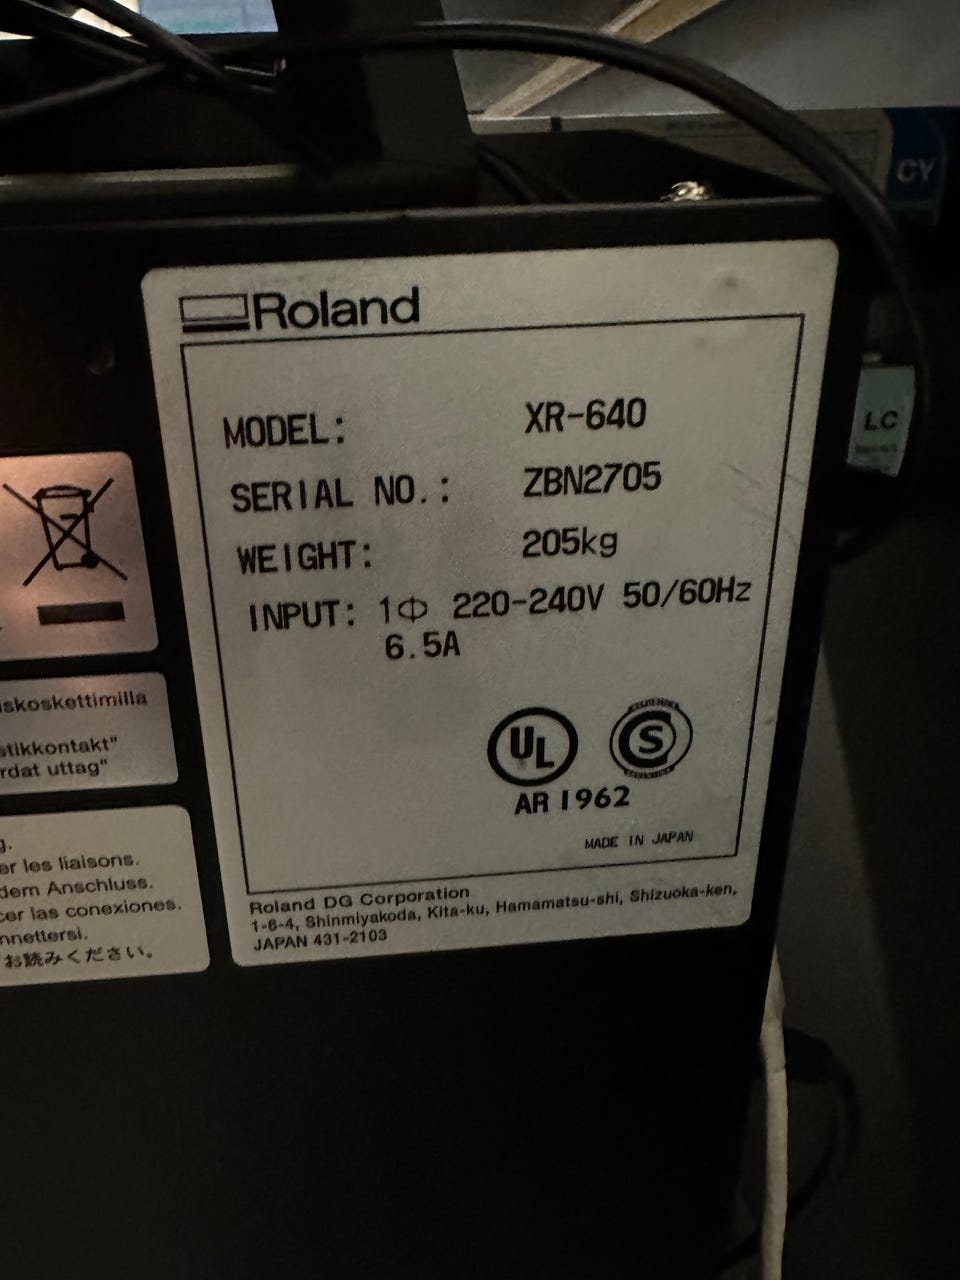 CY
LC
Roland
MODEL: XR-640
SERIAL NO.: ZBN2705
WEIGHT: 205kg
INPUT: 1Φ 220-240V 50/60Hz
6.5A
UL
S
AR 1962
MADE IN JAPAN
Roland DG Corporation
1-6-4, Shinmiyakoda, Kita-ku, Hamamatsu-shi, Shizuoka-ken,
JAPAN 431-2103
skoskettimilla
stikkontakt"
rdat uttag"
g.
er les liaisons.
dem Anschluss.
cer las conexiones.
nnettersi.
お読みください。